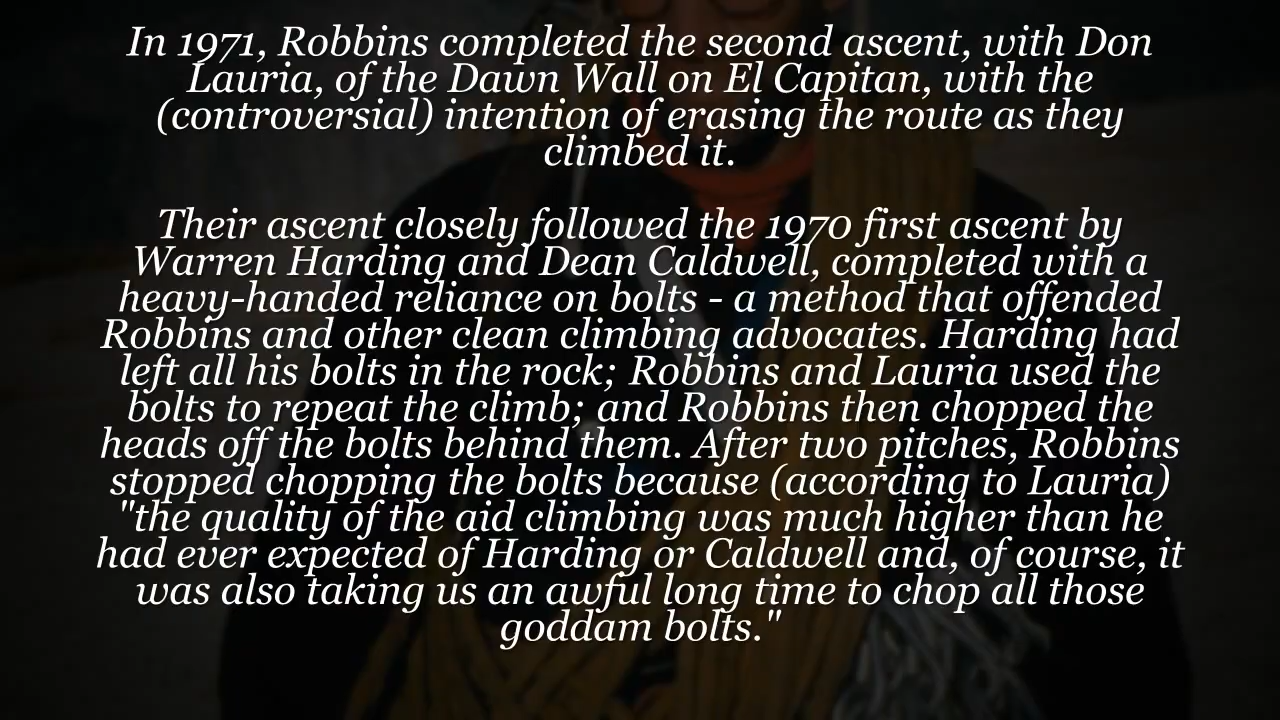 In 1971, Robbins completed the second ascent, with Don
Lauria, of the Dawn Wall on El Capitan, with the
(controversial) intention of erasing the route as they
climbed it.
Their ascent closely followed the 1970 first ascent by
Warren Harding and Dean Caldwell, completed with a
heavy-handed reliance on bolts - a method that offended
Robbins and other clean climbing advocates. Harding had
left all his bolts in the rock; Robbins and Lauria used the
bolts to repeat the climb; and Robbins then chopped the
heads off the bolts behind them. After two pitches, Robbins
stopped chopping the bolts because (according to Lauria)
"the quality of the aid climbing was much higher than he
had ever expected of Harding or Caldwell and, of course, it
was also taking us an awful long time to chop all those
goddam bolts."